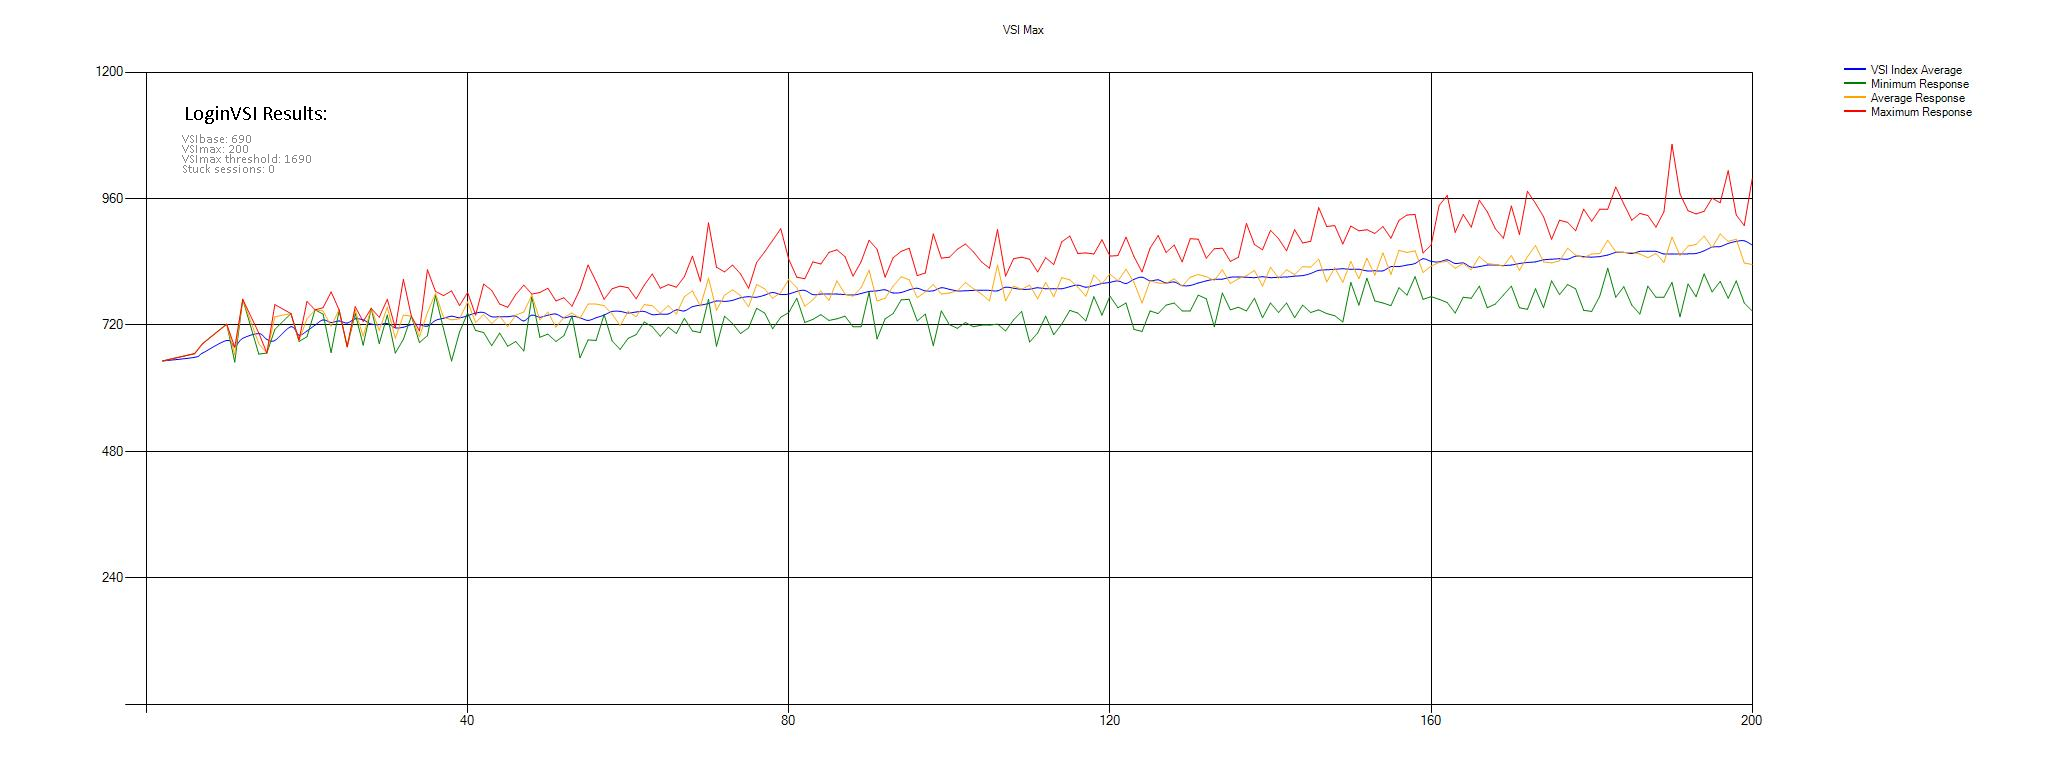 VSI Max
1200
960
720
480
240
LoginVSI Results:
VSIbase: 690
VSImax: 200
VSImax threshold: 1690
Stuck sessions: 0
40
80
120
160
200
VSI Index Average
Minimum Response
Average Response
Maximum Response